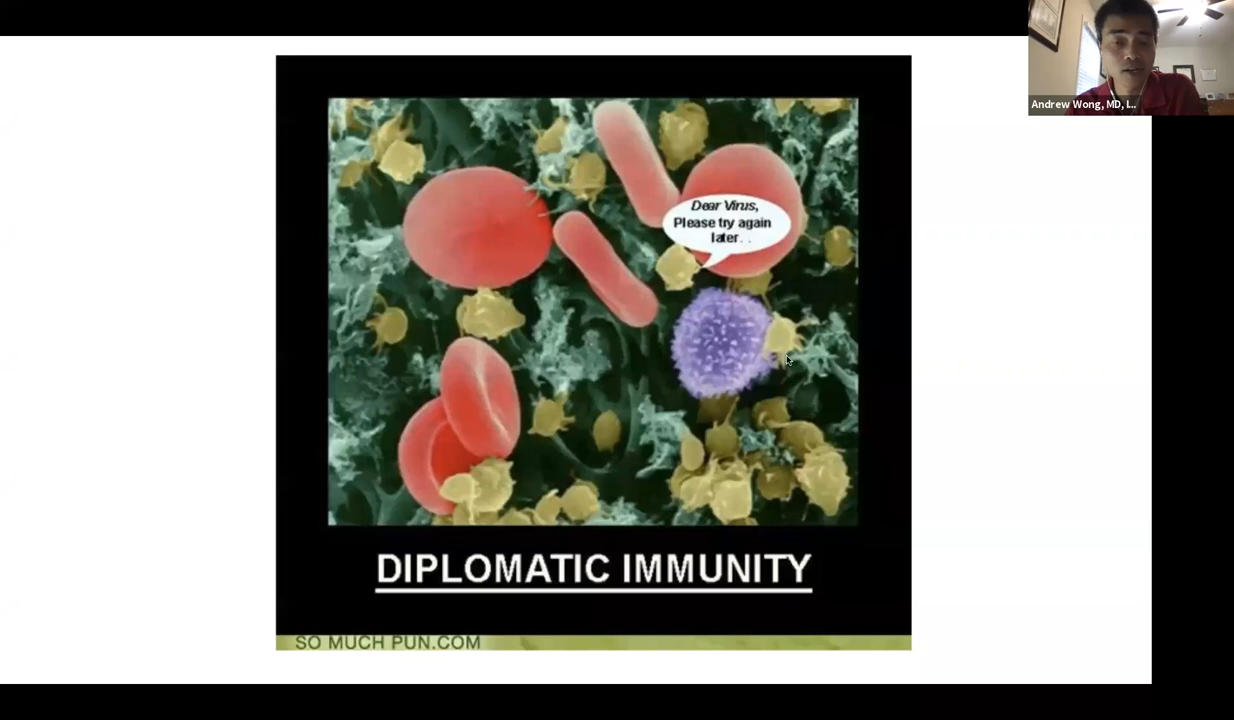 Andrew Wong, MD, L...
Dear Virus,
Please try again
later. .
DIPLOMATIC IMMUNITY
SO MUCH PUN.COM